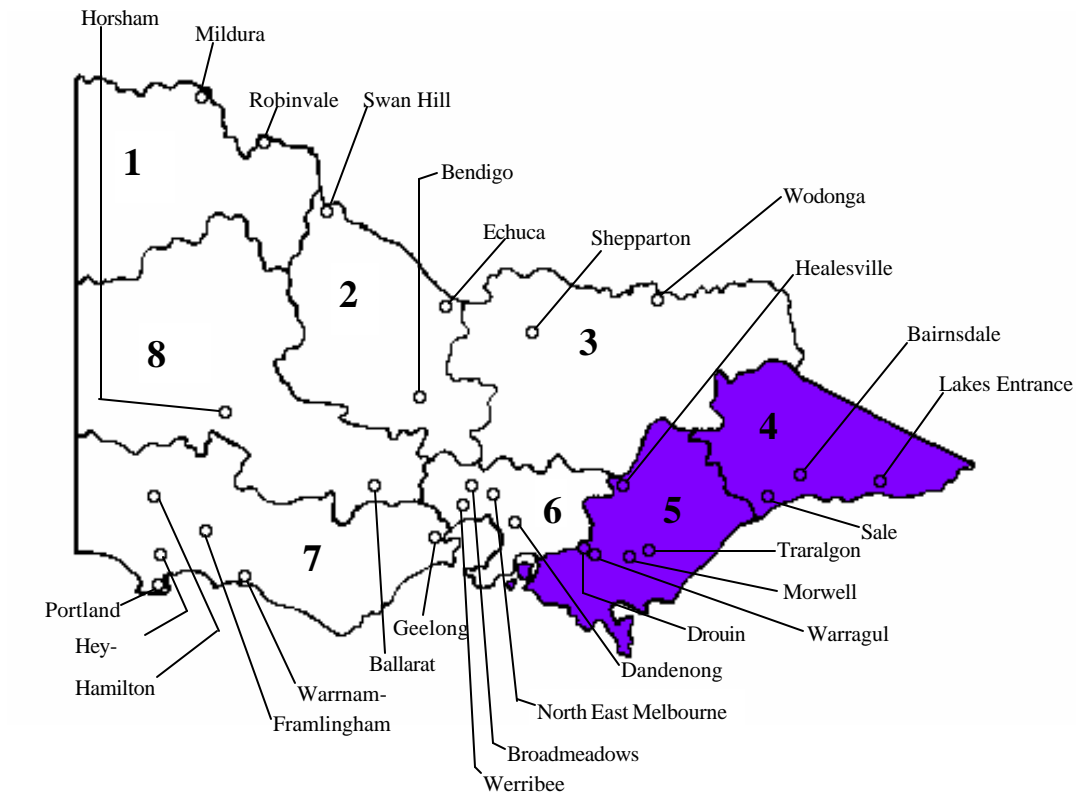 Horsham
Mildura
Robinvale
Swan Hill
1
Bendigo
Wodonga
Echuca
Shepparton
Healesville
2
3
8
Bairnsdale
Lakes Entrance
4
6
5
Sale
7
Traralgon
Morwell
Portland
Geelong
Drouin
Warragul
Hey-
Ballarat
Dandenong
Hamilton
Warrnam-
North East Melbourne
Framlingham
Broadmeadows
Werribee